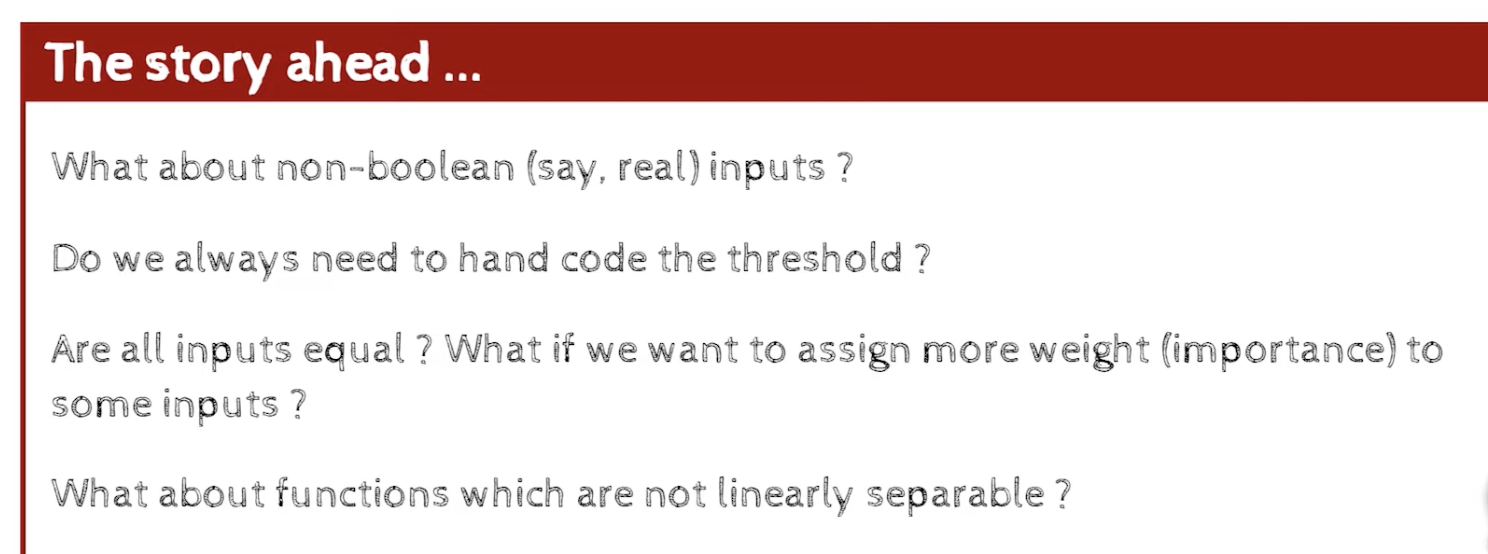 The story ahead ...
What about non-boolean (say, real) inputs ?
Do we always need to hand code the threshold ?
Are all inputs equal ? What if we want to assign more weight (importance) to
some inputs ?
What about functions which are not linearly separable ?